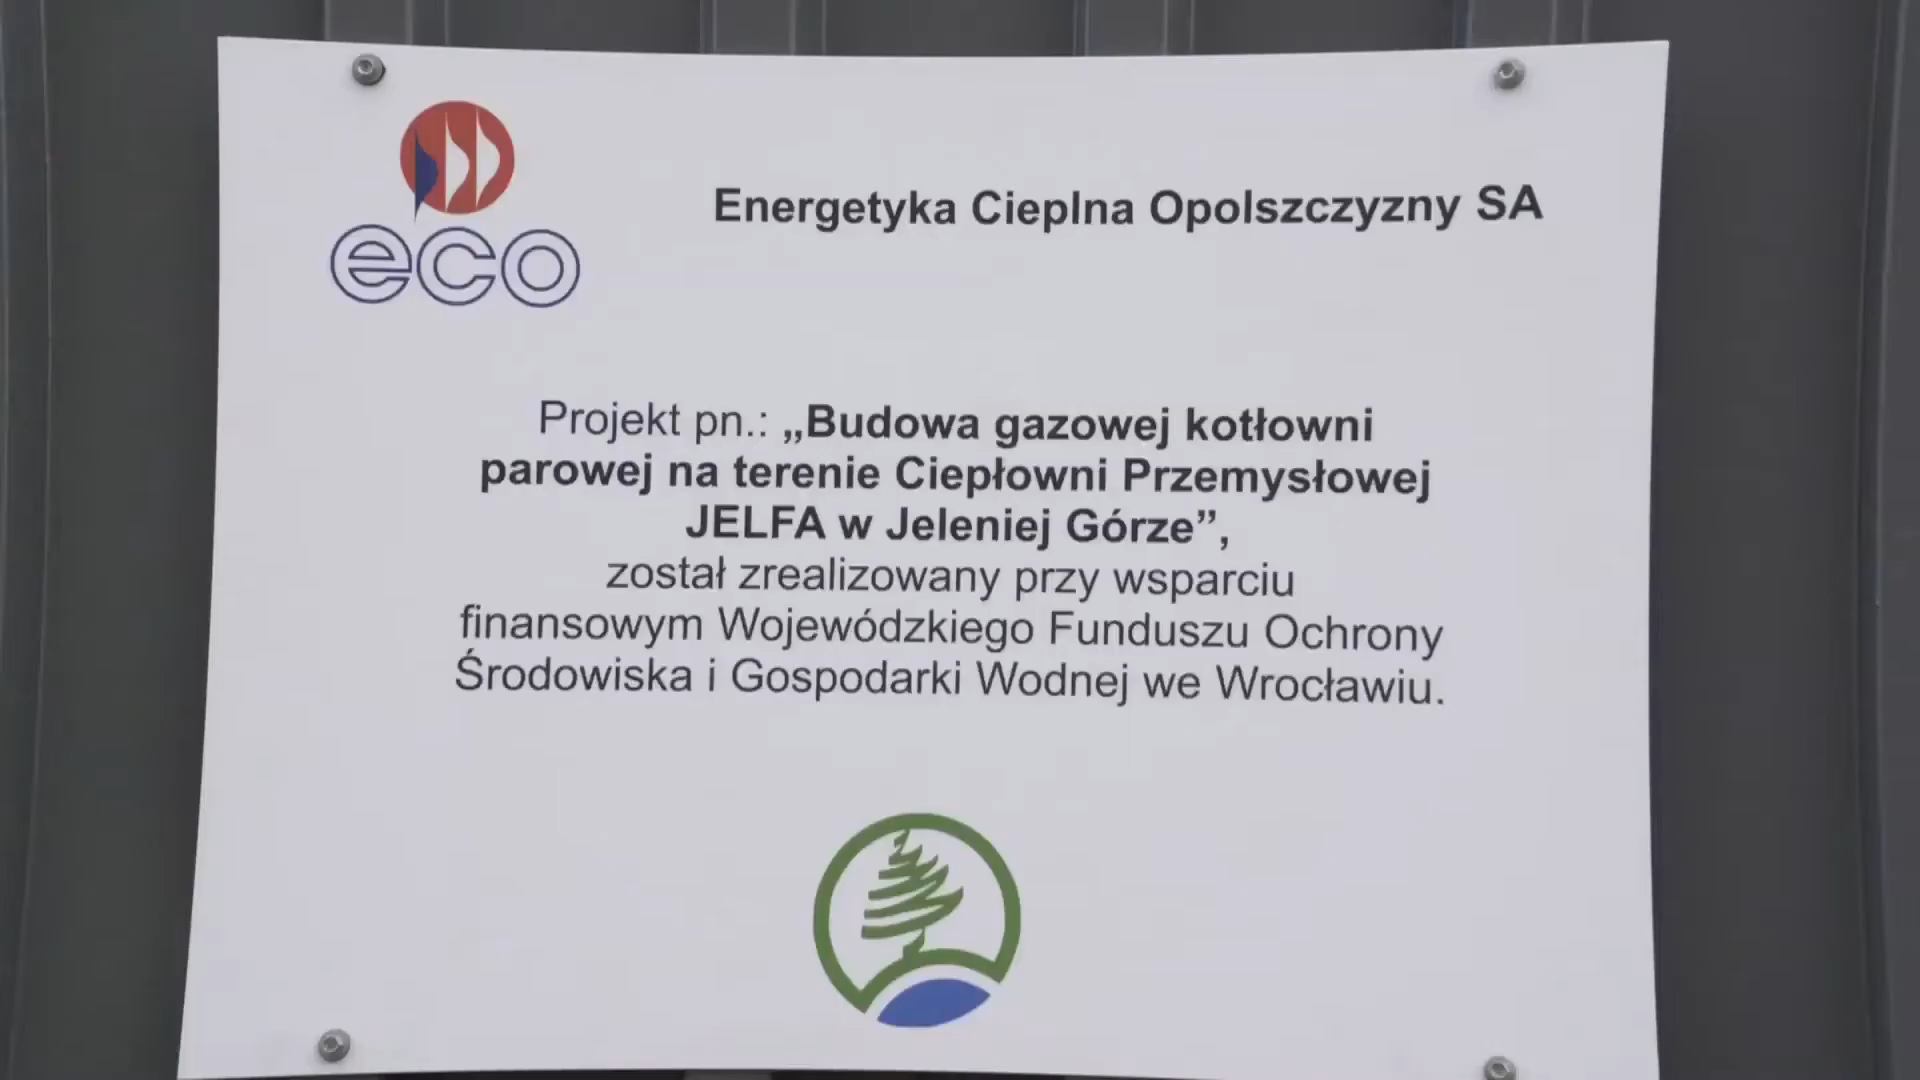 eco
Energetyka Cieplna Opolszczyzny SA
Projekt pn.: „Budowa gazowej kotłowni
parowej na terenie Ciepłowni Przemysłowej
JELFA w Jeleniej Górze”,
został zrealizowany przy wsparciu
finansowym Wojewódzkiego Funduszu Ochrony
Środowiska i Gospodarki Wodnej we Wrocławiu.